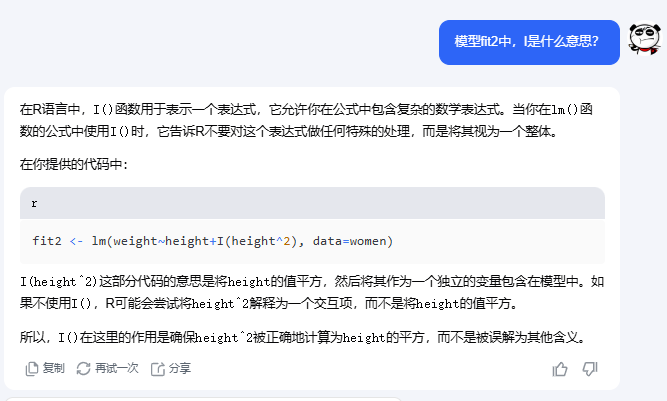 模型fit2中，I是什么意思？
在R语言中，I()函数用于表示一个表达式，它允许你在公式中包含复杂的数学表达式。当你在lm()函
数的公式中使用I()时，它告诉R不要对这个表达式做任何特殊的处理，而是将其视为一个整体。
在你提供的代码中：
r
fit2 <- lm(weight~height+I(height^2), data=women)
I(height^2)这部分代码的意思是将height的值平方，然后将其作为一个独立的变量包含在模型中。如
果不使用I()，R可能会尝试将height^2解释为一个交互项，而不是将height的值平方。
所以，I()在这里的作用是确保height^2被正确地计算为height的平方，而不是被误解为其他含义。
复制 再试一次 分享